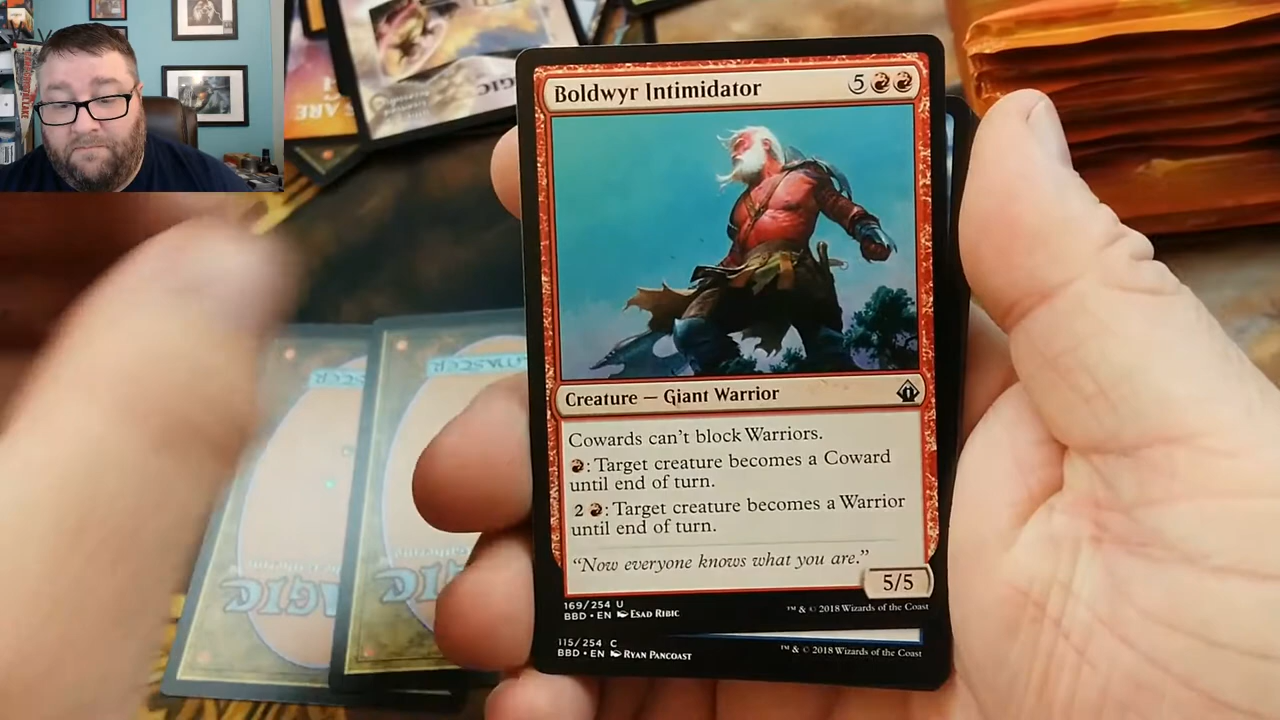 Boldwyr Intimidator 5
Creature — Giant Warrior
Cowards can't block Warriors.
: Target creature becomes a Coward
until end of turn.
2 : Target creature becomes a Warrior
until end of turn.
"Now everyone knows what you are."
5/5
169/254 U
BBD • EN Esad Ribic
™ & © 2018 Wizards of the Coast
115/254 C
BBD • EN Ryan Pancoast
™ & © 2018 Wizards of the Coast